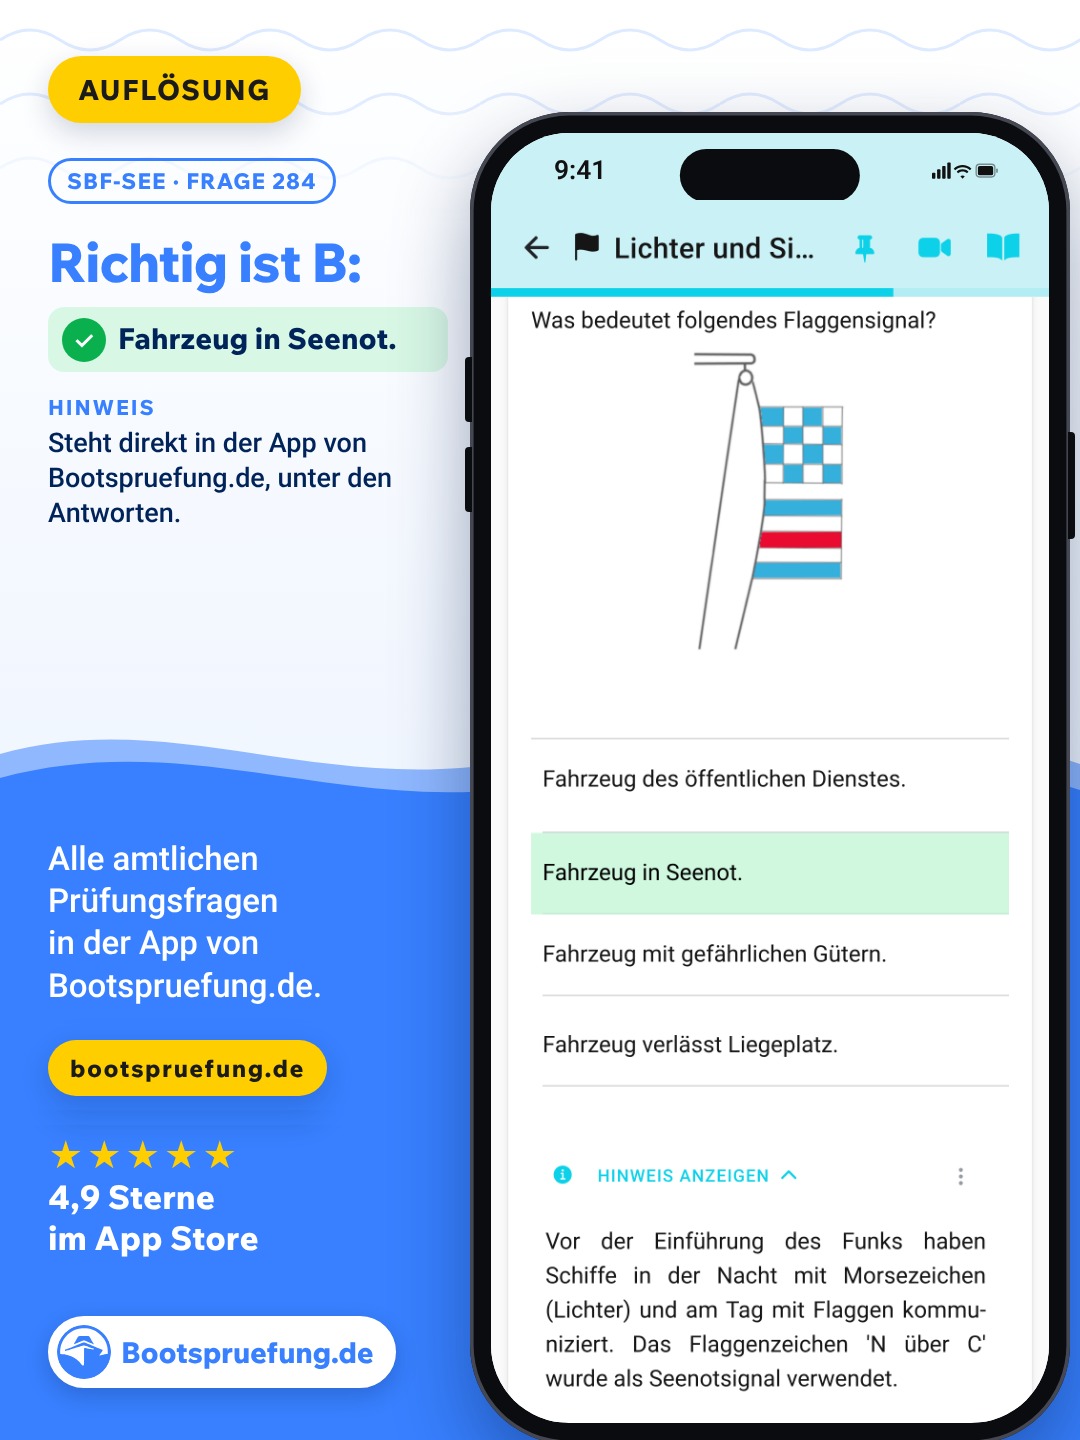 AUFLÖSUNG
SBF-SEE · FRAGE 284
Richtig ist B:
Fahrzeug in Seenot.
HINWEIS
Steht direkt in der App von
Bootspruefung.de, unter den
Antworten.
Alle amtlichen
Prüfungsfragen
in der App von
Bootspruefung.de.
bootspruefung.de
★★★★★
4,9 Sterne
im App Store
Bootspruefung.de
9:41
Lichter und Si...
Was bedeutet folgendes Flaggensignal?
Fahrzeug des öffentlichen Dienstes.
Fahrzeug in Seenot.
Fahrzeug mit gefährlichen Gütern.
Fahrzeug verlässt Liegeplatz.
HINWEIS ANZEIGEN
Vor der Einführung des Funks haben
Schiffe in der Nacht mit Morsezeichen
(Lichter) und am Tag mit Flaggen kommu-
niziert. Das Flaggenzeichen 'N über C'
wurde als Seenotsignal verwendet.